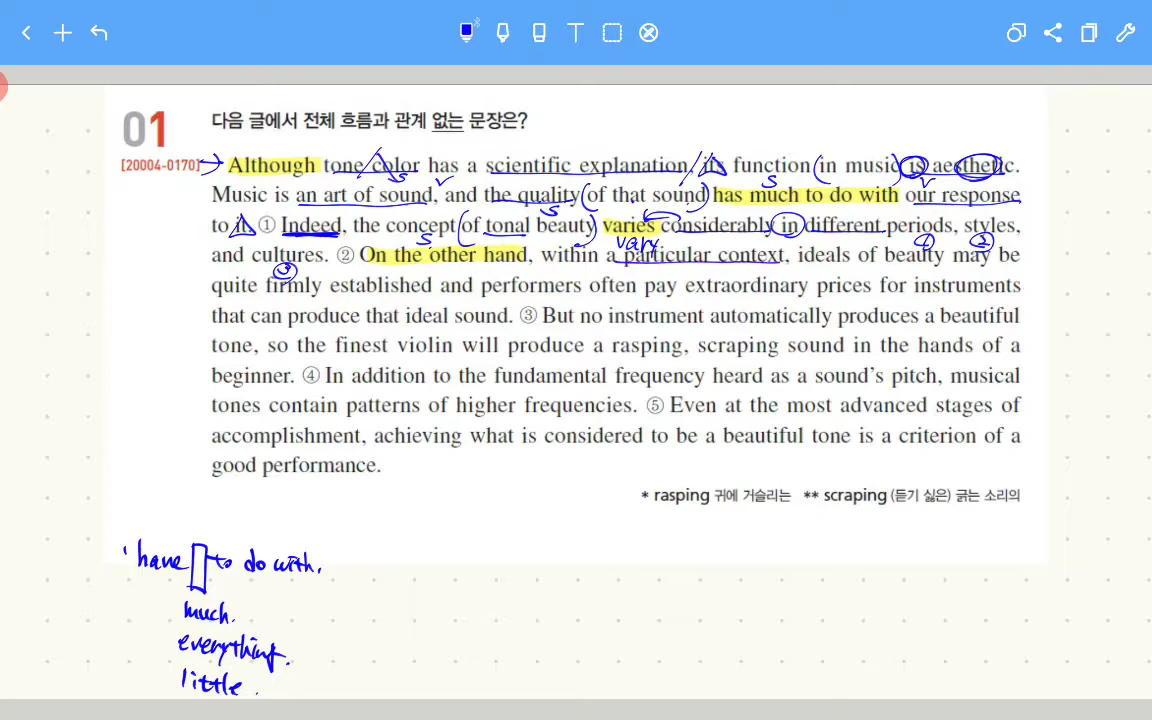 01
다음 글에서 전체 흐름과 관계 없는 문장은?
[20004-0170]
Although tone color has a scientific explanation, its function in music is aesthetic.
Music is an art of sound, and the quality of that sound has much to do with our response
to it. ① Indeed, the concept of tonal beauty varies considerably in different periods, styles,
vary
and cultures. ② On the other hand, within a particular context, ideals of beauty may be
quite firmly established and performers often pay extraordinary prices for instruments
that can produce that ideal sound. ③ But no instrument automatically produces a beautiful
tone, so the finest violin will produce a rasping, scraping sound in the hands of a
beginner. ④ In addition to the fundamental frequency heard as a sound's pitch, musical
tones contain patterns of higher frequencies. ⑤ Even at the most advanced stages of
accomplishment, achieving what is considered to be a beautiful tone is a criterion of a
good performance.
* rasping 귀에 거슬리는 ** scraping (듣기 싫은) 긁는 소리의
have to do with.
much.
everything.
little.